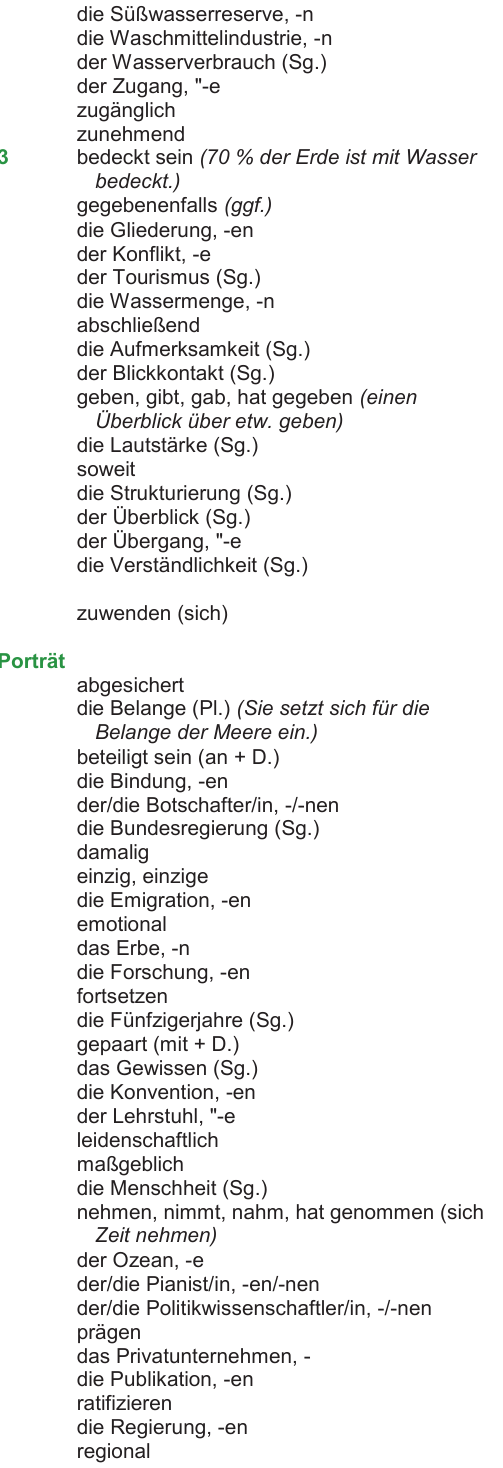 die Süßwasserreserve, -n
die Waschmittelindustrie, -n
der Wasserverbrauch (Sg.)
der Zugang, "-e
zugänglich
zunehmend
3 bedeckt sein (70 % der Erde ist mit Wasser
bedeckt.)
gegebenenfalls (ggf.)
die Gliederung, -en
der Konflikt, -e
der Tourismus (Sg.)
die Wassermenge, -n
abschließend
die Aufmerksamkeit (Sg.)
der Blickkontakt (Sg.)
geben, gibt, gab, hat gegeben (einen
Überblick über etw. geben)
die Lautstärke (Sg.)
soweit
die Strukturierung (Sg.)
der Überblick (Sg.)
der Übergang, "-e
die Verständlichkeit (Sg.)
zuwenden (sich)
Porträt
abgesichert
die Belange (Pl.) (Sie setzt sich für die
Belange der Meere ein.)
beteiligt sein (an + D.)
die Bindung, -en
der/die Botschafter/in, -/-nen
die Bundesregierung (Sg.)
damalig
einzig, einzige
die Emigration, -en
emotional
das Erbe, -n
die Forschung, -en
fortsetzen
die Fünfzigerjahre (Sg.)
gepaart (mit + D.)
das Gewissen (Sg.)
die Konvention, -en
der Lehrstuhl, "-e
leidenschaftlich
maßgeblich
die Menschheit (Sg.)
nehmen, nimmt, nahm, hat genommen (sich
Zeit nehmen)
der Ozean, -e
der/die Pianist/in, -en/-nen
der/die Politikwissenschaftler/in, -/-nen
prägen
das Privatunternehmen, -
die Publikation, -en
ratifizieren
die Regierung, -en
regional